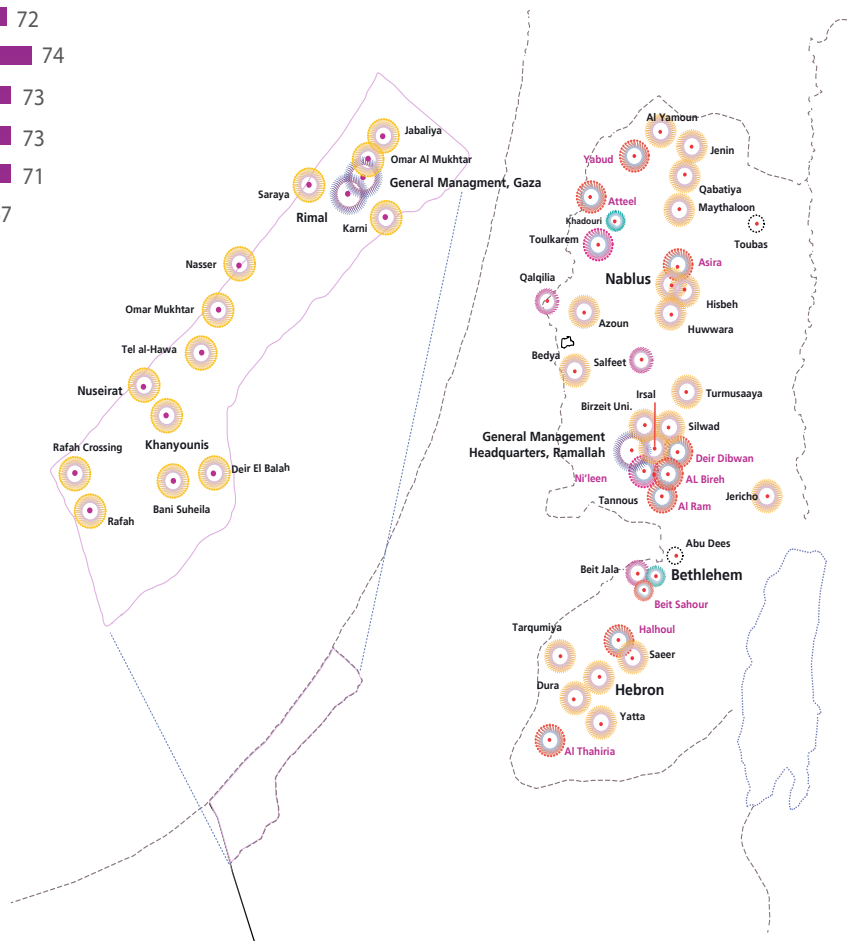 72
74
73
73
71
Jabaliya
Omar Al Mukhtar
General Managment, Gaza
Saraya
Rimal
Karni
Nasser
Omar Mukhtar
Tel al-Hawa
Nuseirat
Khanyounis
Rafah Crossing
Deir El Balah
Bani Suheila
Rafah
Al Yamoun
Jenin
Yabud
Qabatiya
Atteel
Maythaloon
Khadouri
Toubas
Toulkarem
Asira
Nablus
Qalqilia
Hisbeh
Azoun
Huwwara
Bedya
Salfeet
Irsal
Turmusaaya
Birzeit Uni.
Silwad
General Management
Headquarters, Ramallah
Deir Dibwan
Ni'leen
AL Bireh
Tannous
Al Ram
Jericho
Abu Dees
Beit Jala
Bethlehem
Beit Sahour
Tarqumiya
Halhoul
Saeer
Dura
Hebron
Yatta
Al Thahiria